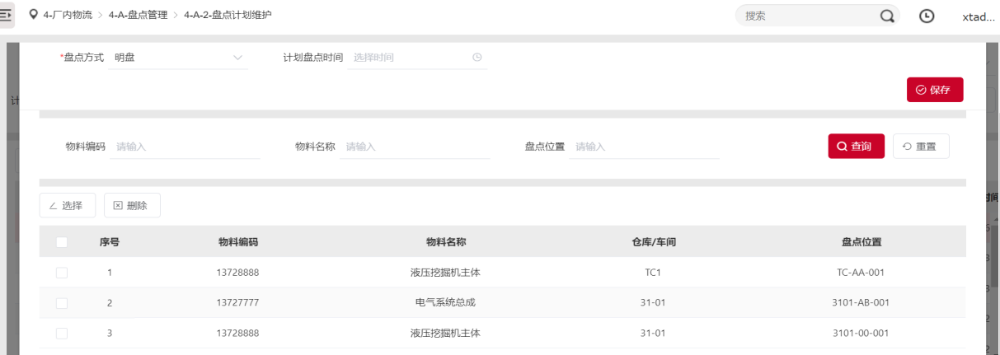 4-厂内物流 > 4-A-盘点管理 > 4-A-2-盘点计划维护 搜索 xtad...
*盘点方式 明盘 计划盘点时间 选择时间
保存
计
物料编码 请输入 物料名称 请输入 盘点位置 请输入 查询 重置
选择 删除
时间
序号 物料编码 物料名称 仓库/车间 盘点位置
1 13728888 液压挖掘机主体 TC1 TC-AA-001
2 13727777 电气系统总成 31-01 3101-AB-001
3 13728888 液压挖掘机主体 31-01 3101-00-001